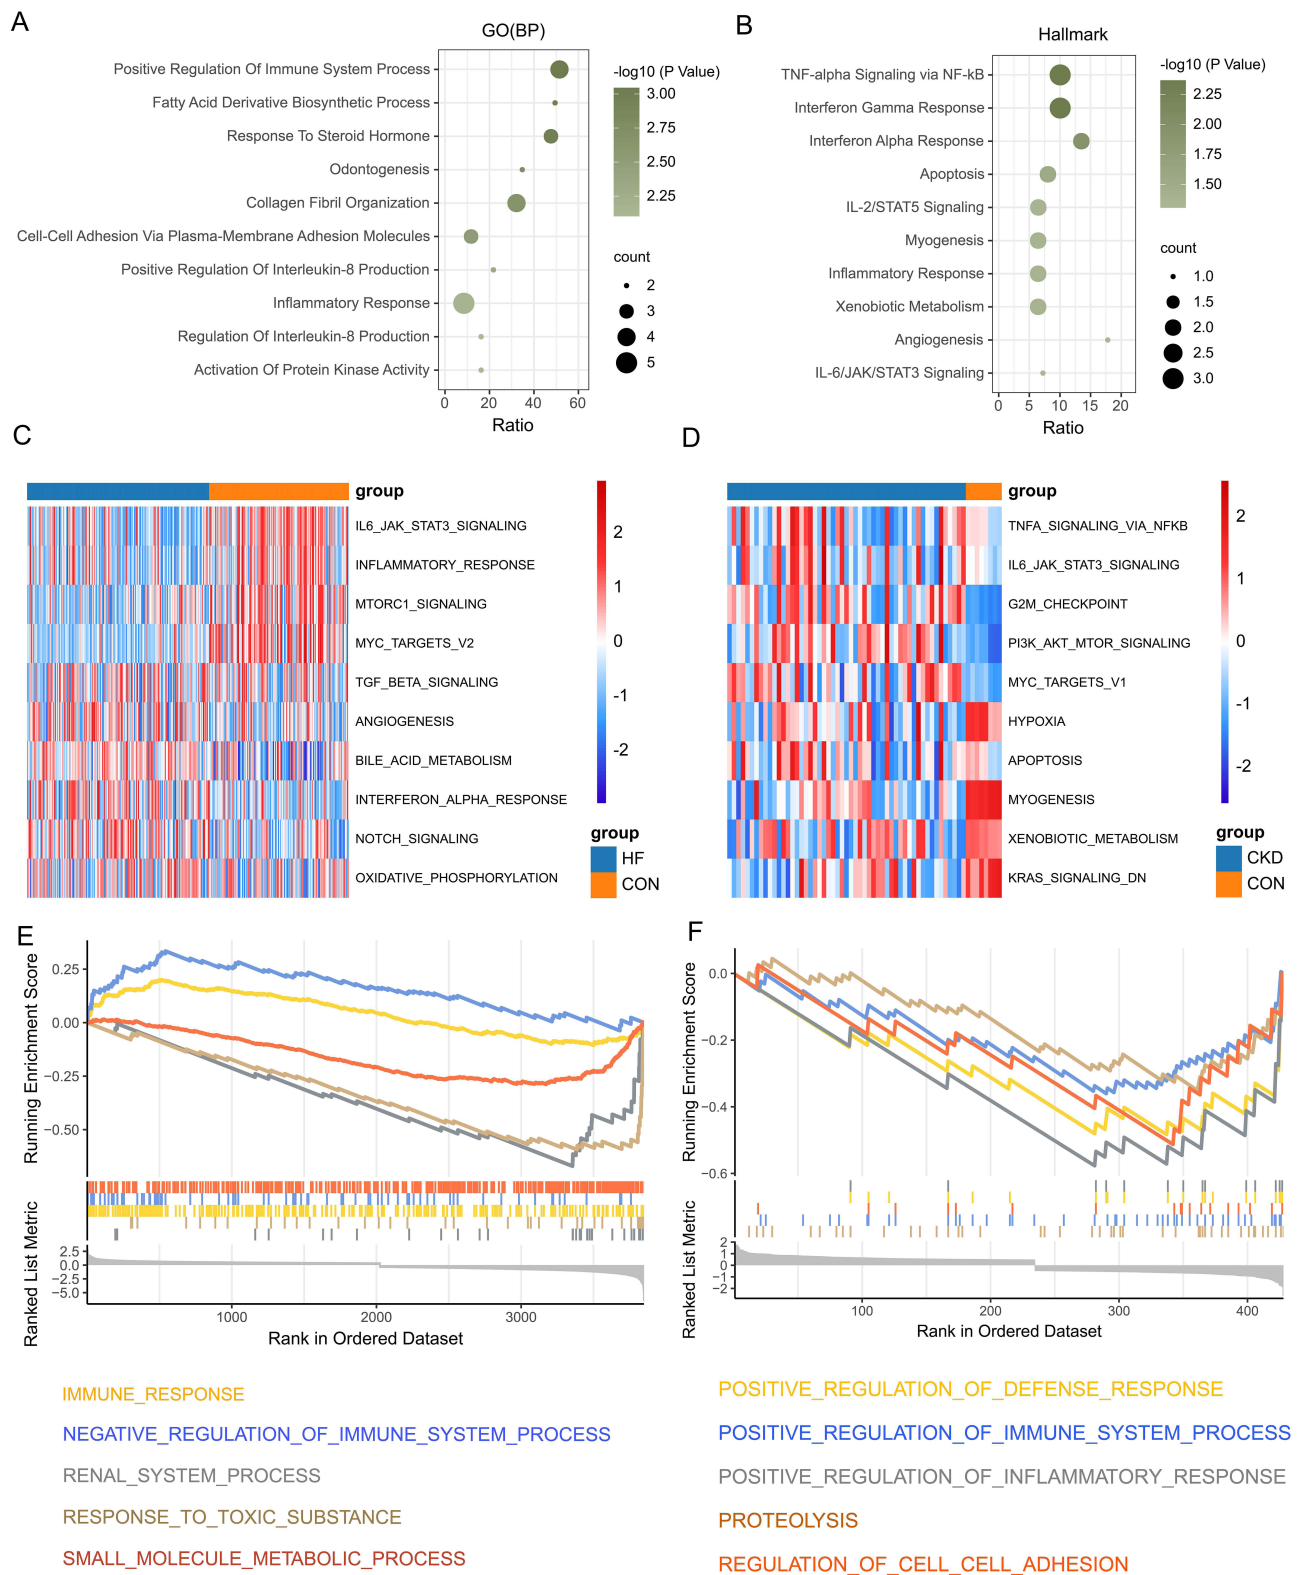 A
GO(BP)
Positive Regulation Of Immune System Process
Fatty Acid Derivative Biosynthetic Process
Response To Steroid Hormone
Odontogenesis
Collagen Fibril Organization
Cell-Cell Adhesion Via Plasma-Membrane Adhesion Molecules
Positive Regulation Of Interleukin-8 Production
Inflammatory Response
Regulation Of Interleukin-8 Production
Activation Of Protein Kinase Activity
0 20 40 60
Ratio
-log10 (P Value)
3.00
2.75
2.50
2.25
count
2
3
4
5
B
Hallmark
TNF-alpha Signaling via NF-kB
Interferon Gamma Response
Interferon Alpha Response
Apoptosis
IL-2/STAT5 Signaling
Myogenesis
Inflammatory Response
Xenobiotic Metabolism
Angiogenesis
IL-6/JAK/STAT3 Signaling
0 5 10 15 20
Ratio
-log10 (P Value)
2.25
2.00
1.75
1.50
count
1.0
1.5
2.0
2.5
3.0
C
group
IL6_JAK_STAT3_SIGNALING
INFLAMMATORY_RESPONSE
MTORC1_SIGNALING
MYC_TARGETS_V2
TGF_BETA_SIGNALING
ANGIOGENESIS
BILE_ACID_METABOLISM
INTERFERON_ALPHA_RESPONSE
NOTCH_SIGNALING
OXIDATIVE_PHOSPHORYLATION
2
1
0
-1
-2
group
HF
CON
D
group
TNFA_SIGNALING_VIA_NFKB
IL6_JAK_STAT3_SIGNALING
G2M_CHECKPOINT
PI3K_AKT_MTOR_SIGNALING
MYC_TARGETS_V1
HYPOXIA
APOPTOSIS
MYOGENESIS
XENOBIOTIC_METABOLISM
KRAS_SIGNALING_DN
2
1
0
-1
-2
group
CKD
CON
E
Running Enrichment Score
0.25
0.00
−0.25
−0.50
Ranked List Metric
2.5
0.0
−2.5
−5.0
1000 2000 3000
Rank in Ordered Dataset
IMMUNE_RESPONSE
NEGATIVE_REGULATION_OF_IMMUNE_SYSTEM_PROCESS
RENAL_SYSTEM_PROCESS
RESPONSE_TO_TOXIC_SUBSTANCE
SMALL_MOLECULE_METABOLIC_PROCESS
F
Running Enrichment Score
0.0
−0.2
−0.4
−0.6
Ranked List Metric
2
1
0
−1
−2
100 200 300 400
Rank in Ordered Dataset
POSITIVE_REGULATION_OF_DEFENSE_RESPONSE
POSITIVE_REGULATION_OF_IMMUNE_SYSTEM_PROCESS
POSITIVE_REGULATION_OF_INFLAMMATORY_RESPONSE
PROTEOLYSIS
REGULATION_OF_CELL_CELL_ADHESION